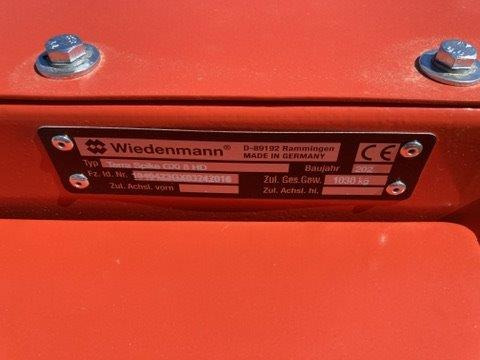 Wiedenmann®
D-89192 Rammingen
MADE IN GERMANY
CE
Typ Terra Spike GXi 8 HD
Baujahr
Fz. Id. Nr.
Zul. Ges. Gew. 1030 kg
Zul. Achsl. vorn
Zul. Achsl. hi.